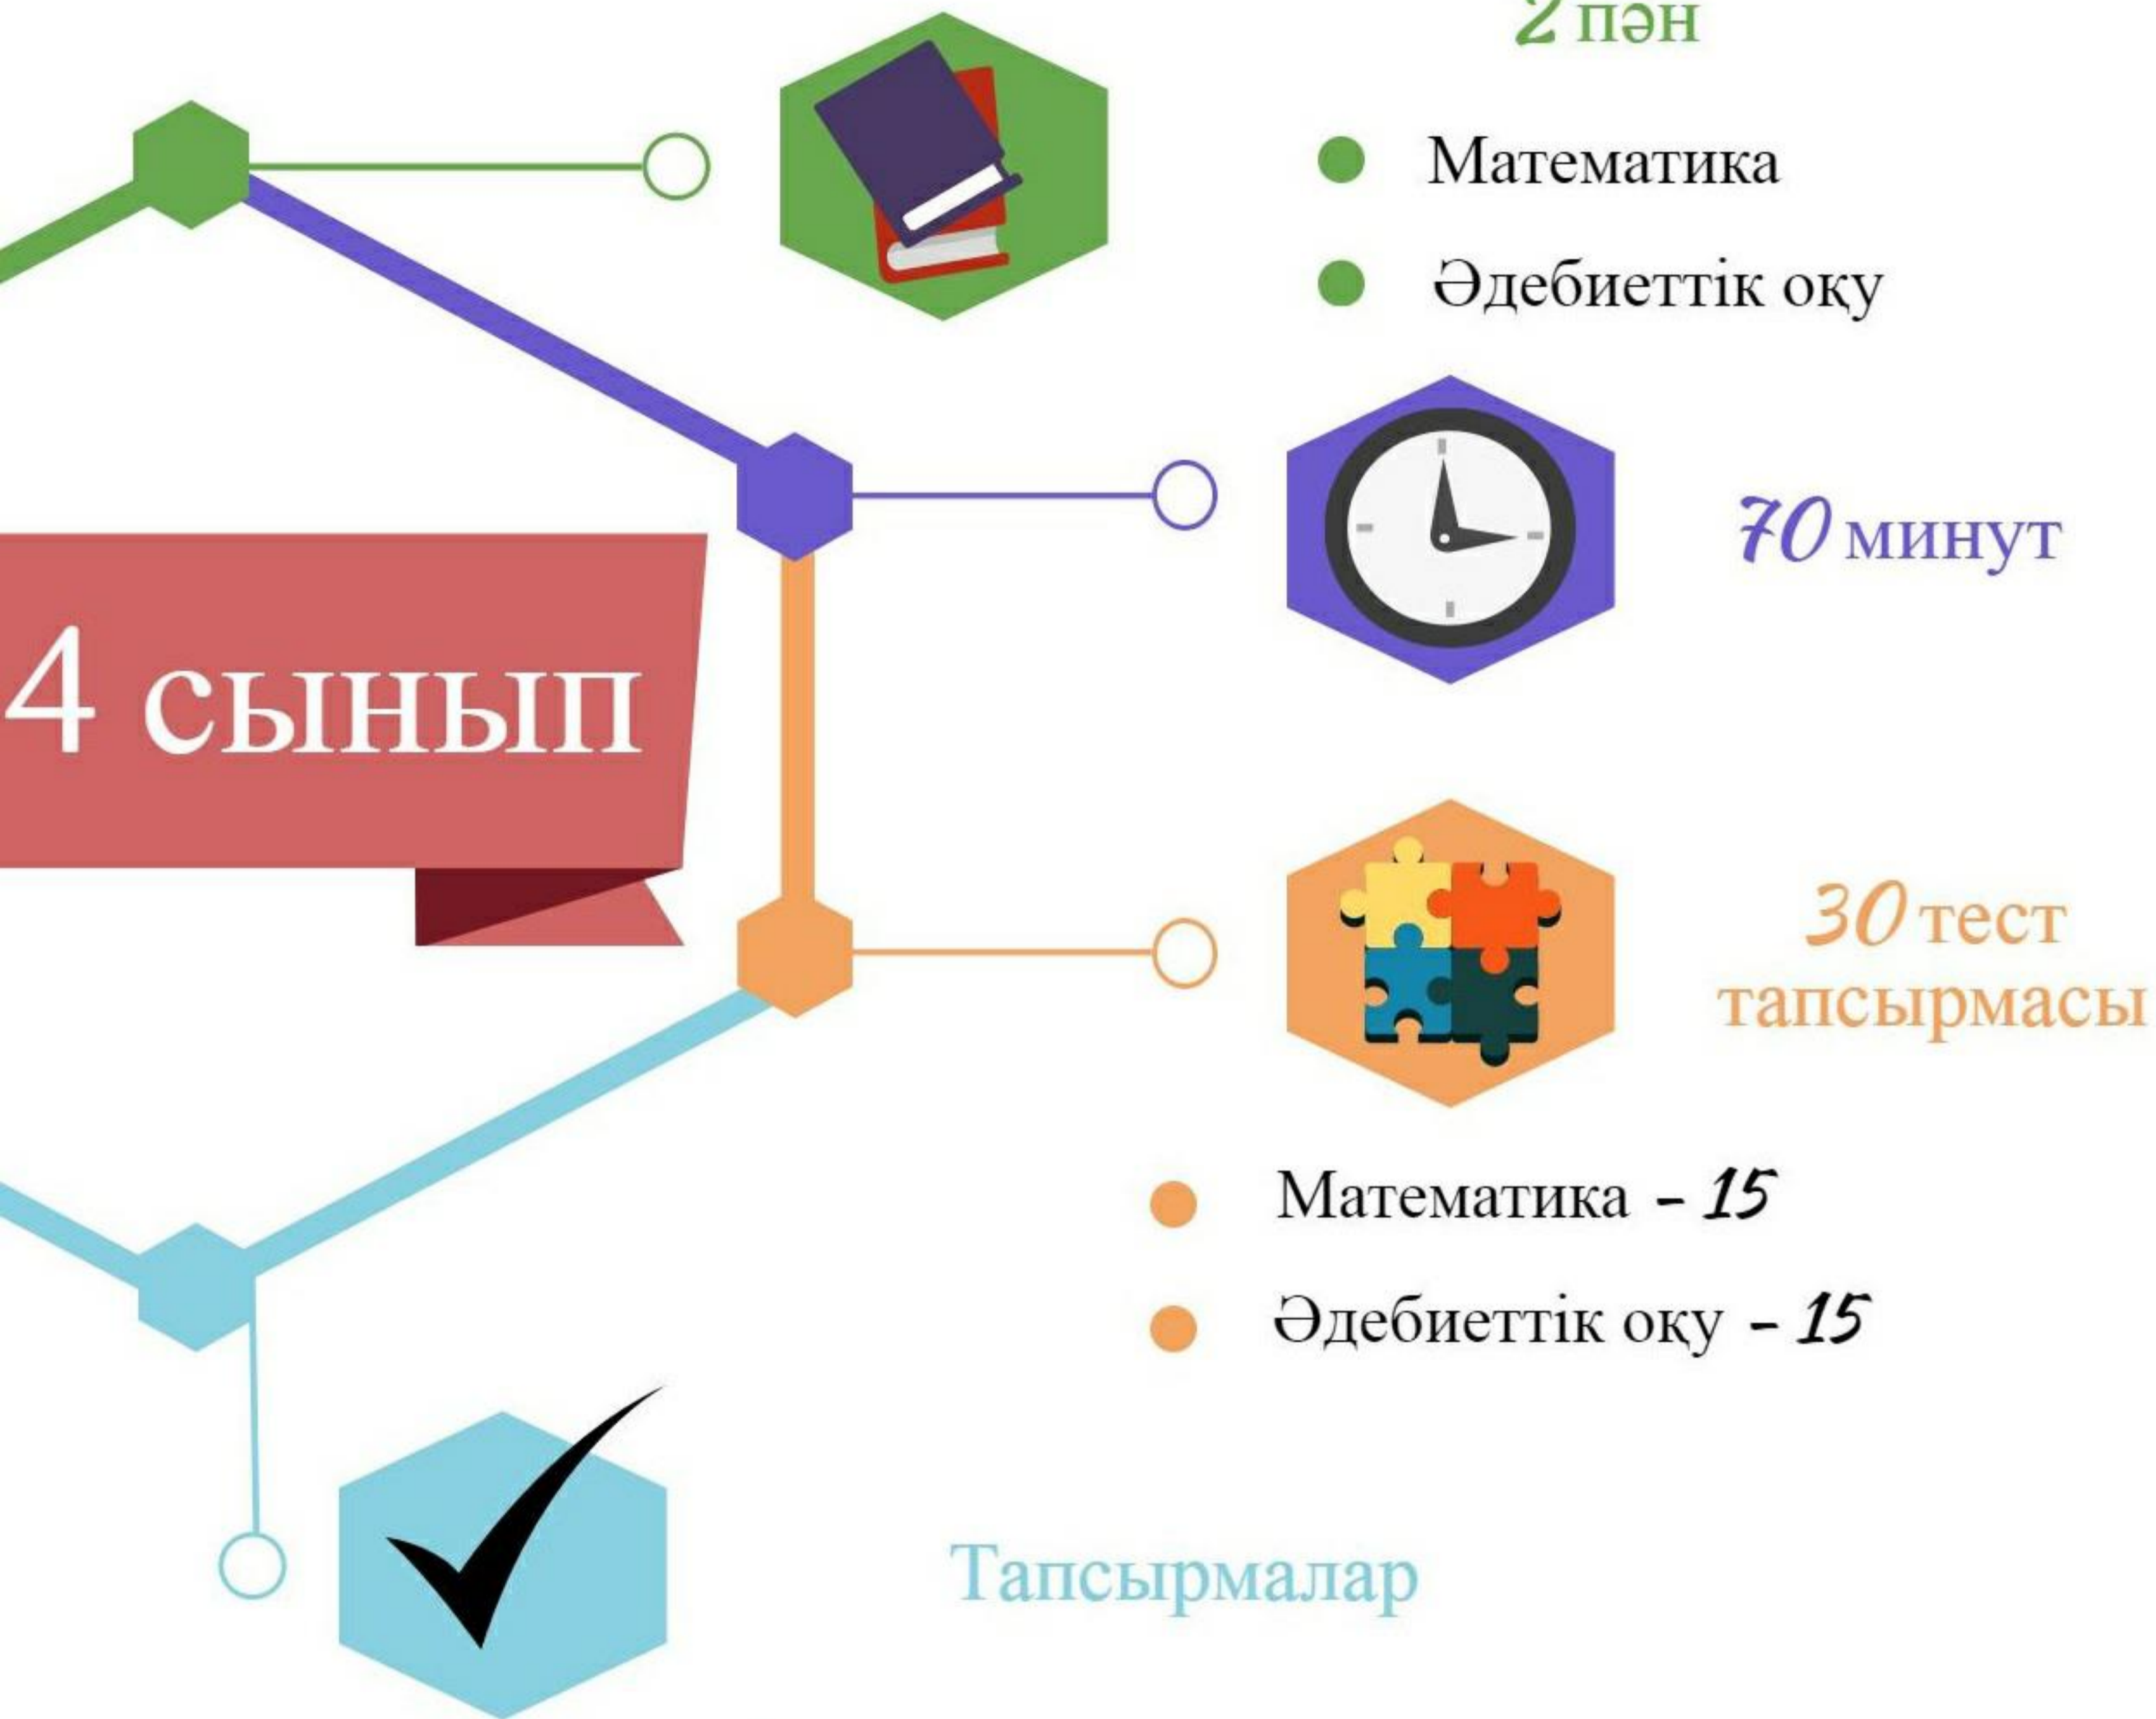 2 пән
Математика
Әдебиеттік оқу
70 минут
4 сынып
30 тест
тапсырмасы
Математика - 15
Әдебиеттік оқу - 15
Тапсырмалар